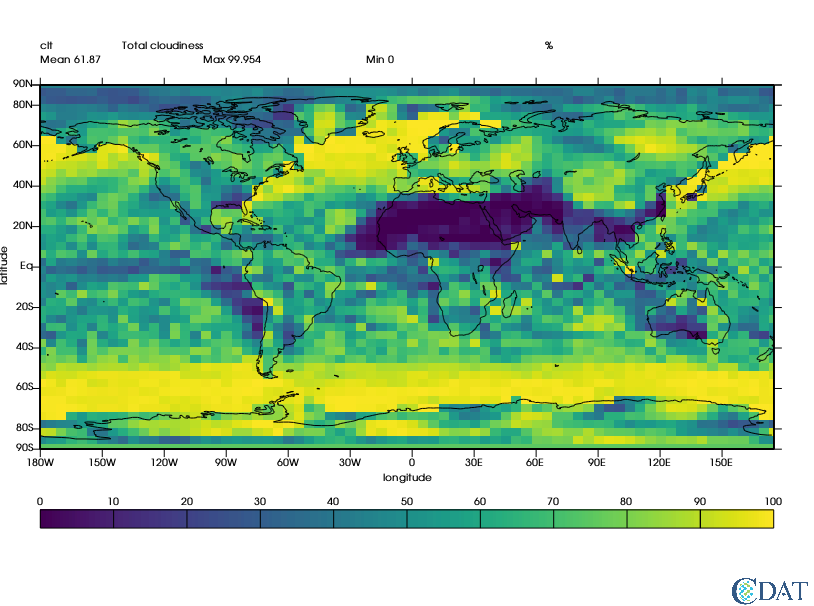 clt Total cloudiness %
Mean 61.87 Max 99.954 Min 0
90N
80N
60N
40N
20N
Eq
20S
40S
60S
80S
90S
latitude
180W 150W 120W 90W 60W 30W 0 30E 60E 90E 120E 150E
longitude
0 10 20 30 40 50 60 70 80 90 100
CDAT